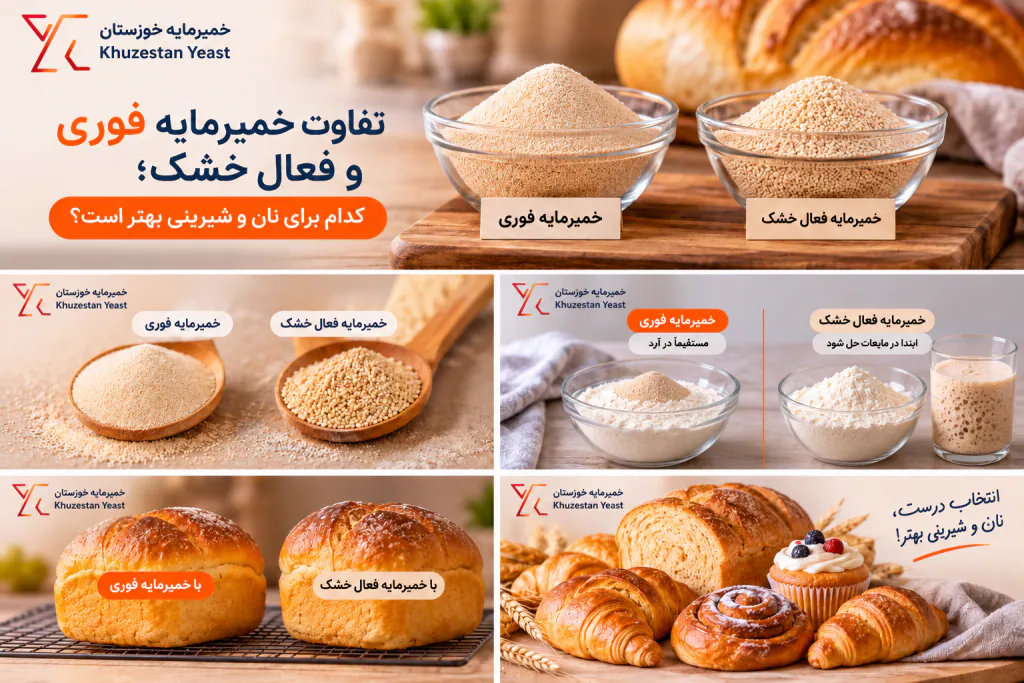 خمیرمایه خوزستان
Khuzestan Yeast
تفاوت خمیرمایه فوری
و فعال خشک؛
کدام برای نان و شیرینی بهتر است؟
خمیرمایه فوری
خمیرمایه فعال خشک
خمیرمایه خوزستان
Khuzestan Yeast
خمیرمایه فوری
خمیرمایه فعال خشک
خمیرمایه خوزستان
Khuzestan Yeast
خمیرمایه فوری
مستقیماً در آرد
خمیرمایه فعال خشک
ابتدا در مایعات حل شود
خمیرمایه خوزستان
Khuzestan Yeast
با خمیرمایه فوری
با خمیرمایه فعال خشک
خمیرمایه خوزستان
Khuzestan Yeast
انتخاب درست،
نان و شیرینی بهتر!